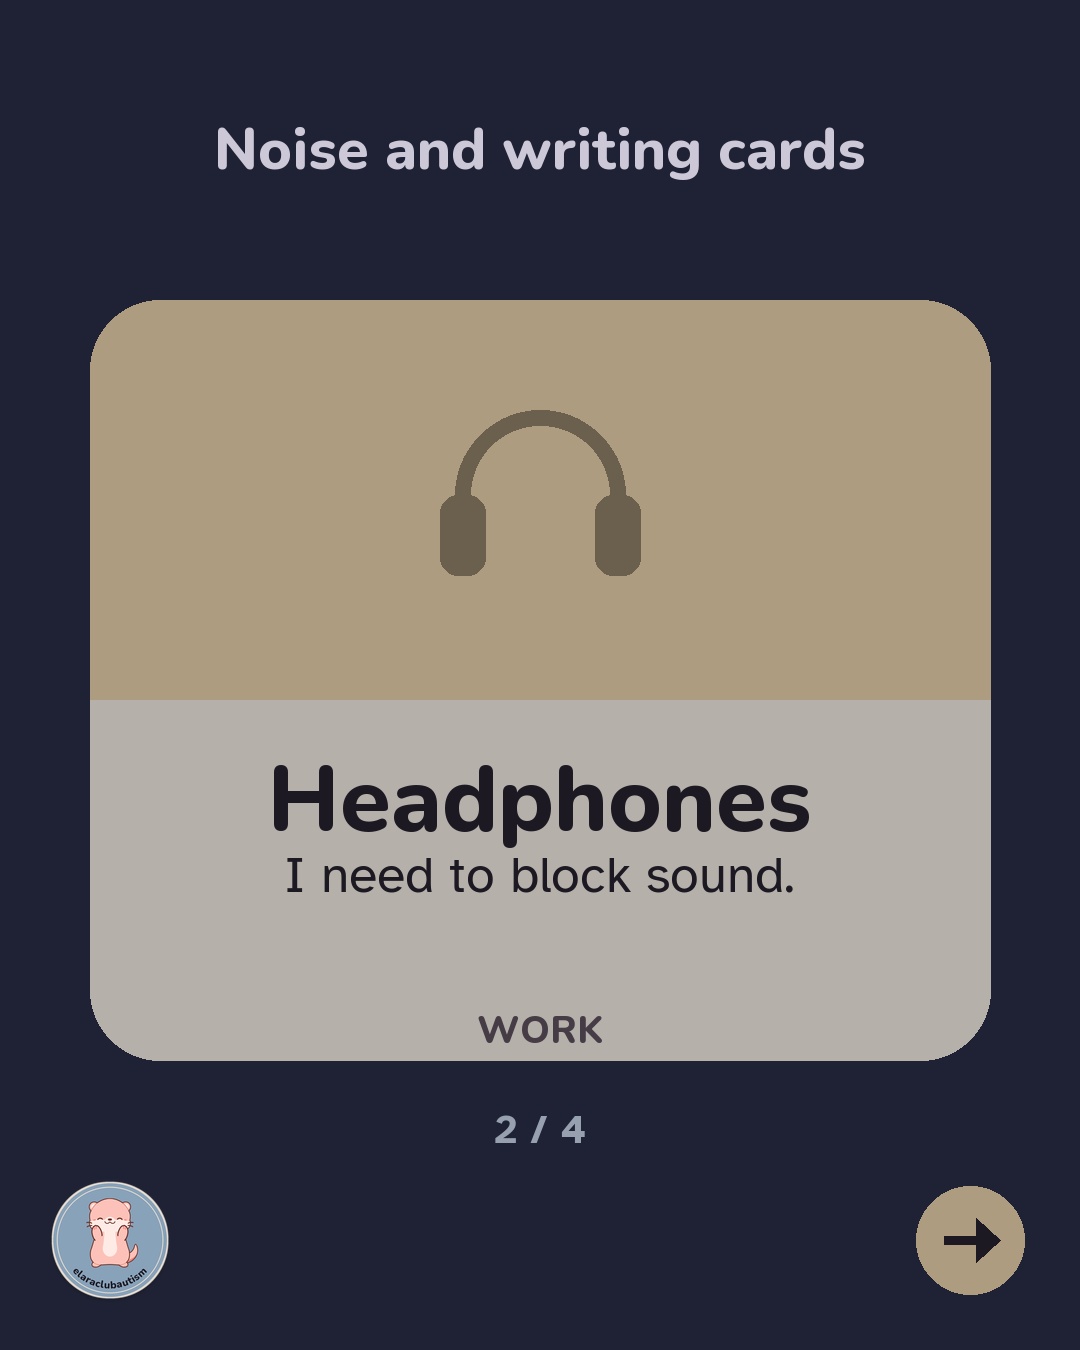 Noise and writing cards
Headphones
I need to block sound.
WORK
2 / 4
elaraclubautism